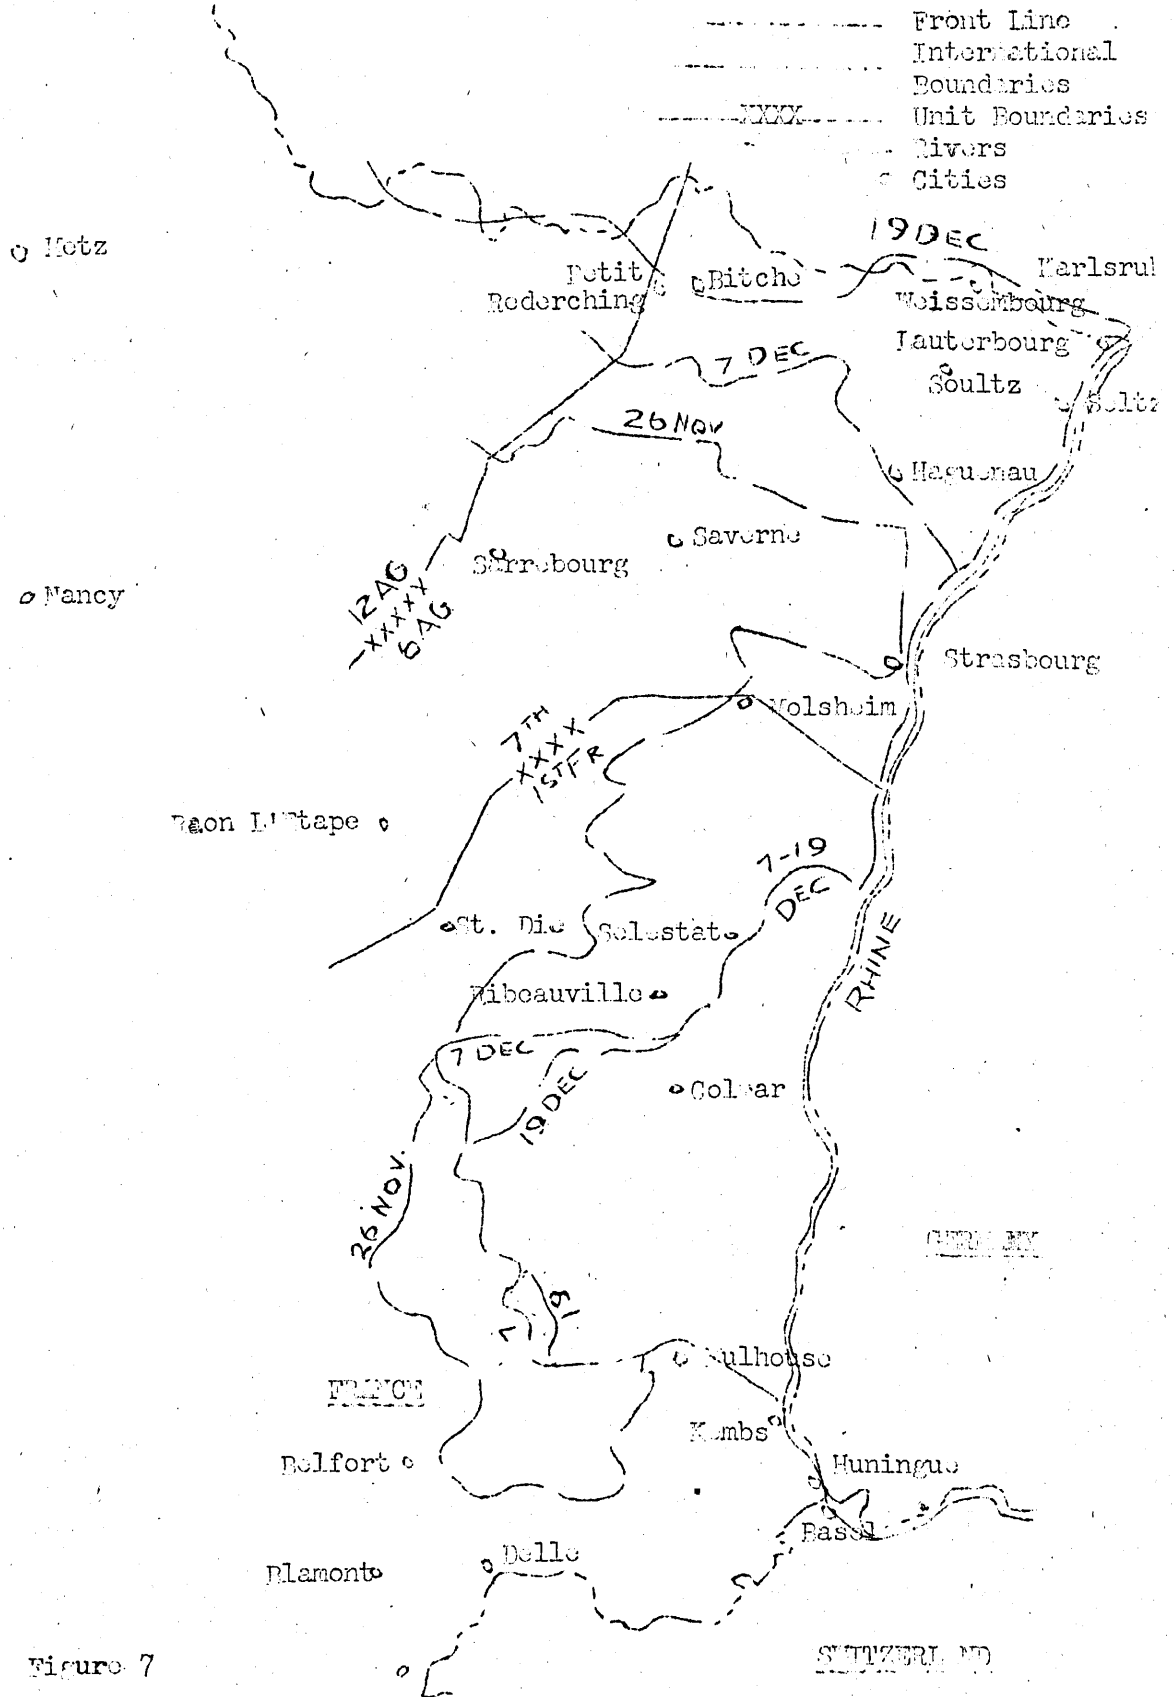 Front Line
International
Boundaries
XXXX Unit Boundaries
Rivers
Cities
Metz
19 DEC
Karlsruh
Petit
Rederching
Bitche
Weissembourg
Lauterbourg
7 DEC
Soultz
Seltz
26 NOV
Haguenau
Saverne
Sarrebourg
Nancy
12 AG
XXXXX
6 AG
Strasbourg
Molsheim
7TH
XXXX
1ST FR
Raon L'Etape
7-19
DEC
St. Die
Selestat
RHINE
Ribeauville
7 DEC
19 DEC
Colmar
26 NOV.
GERMANY
19
7
Mulhouse
FRANCE
Kembs
Belfort
Huningue
Basel
Delle
Blamont
Figure 7
SWITZERLAND